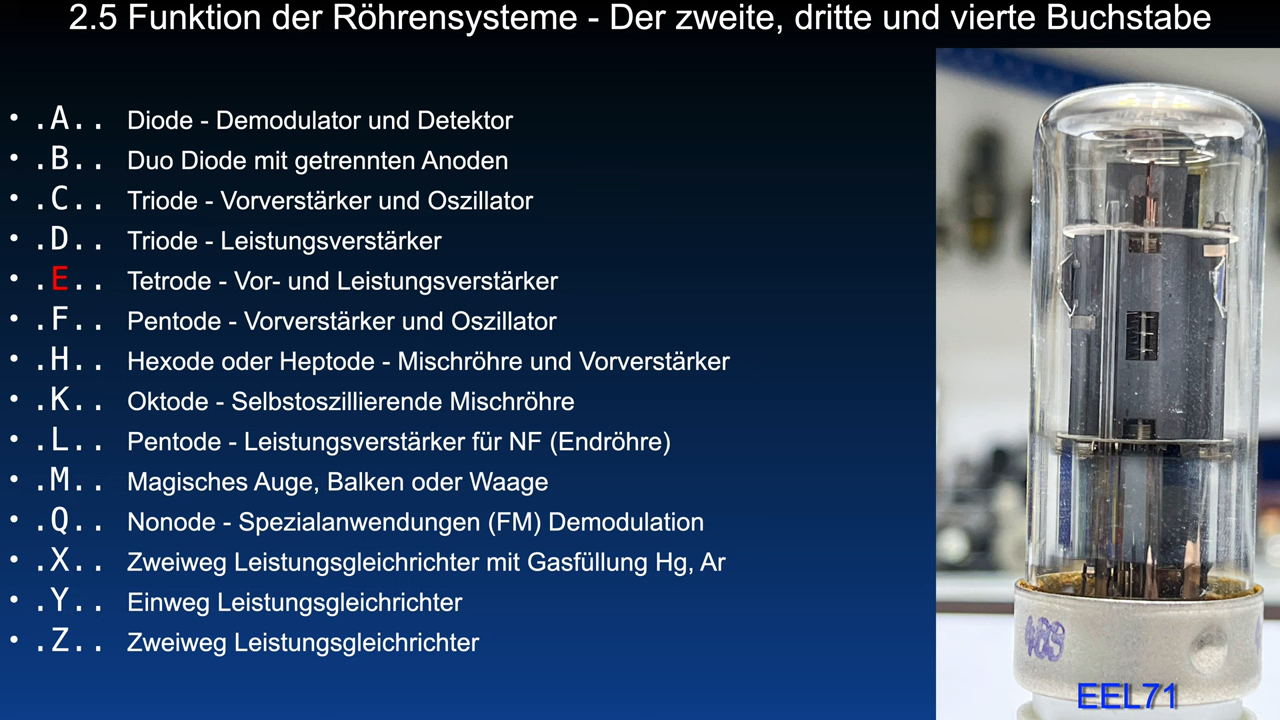 2.5 Funktion der Röhrensysteme - Der zweite, dritte und vierte Buchstabe
• .A.. Diode - Demodulator und Detektor
• .B.. Duo Diode mit getrennten Anoden
• .C.. Triode - Vorverstärker und Oszillator
• .D.. Triode - Leistungsverstärker
• .E.. Tetrode - Vor- und Leistungsverstärker
• .F.. Pentode - Vorverstärker und Oszillator
• .H.. Hexode oder Heptode - Mischröhre und Vorverstärker
• .K.. Oktode - Selbstoszillierende Mischröhre
• .L.. Pentode - Leistungsverstärker für NF (Endröhre)
• .M.. Magisches Auge, Balken oder Waage
• .Q.. Nonode - Spezialanwendungen (FM) Demodulation
• .X.. Zweiweg Leistungsgleichrichter mit Gasfüllung Hg, Ar
• .Y.. Einweg Leistungsgleichrichter
• .Z.. Zweiweg Leistungsgleichrichter
EEL71